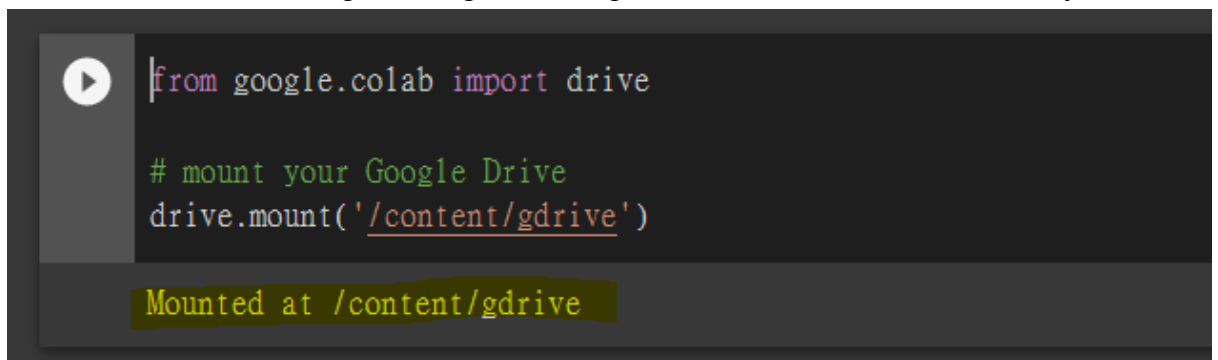 from google.colab import drive
# mount your Google Drive
drive.mount('/content/gdrive')
Mounted at /content/gdrive